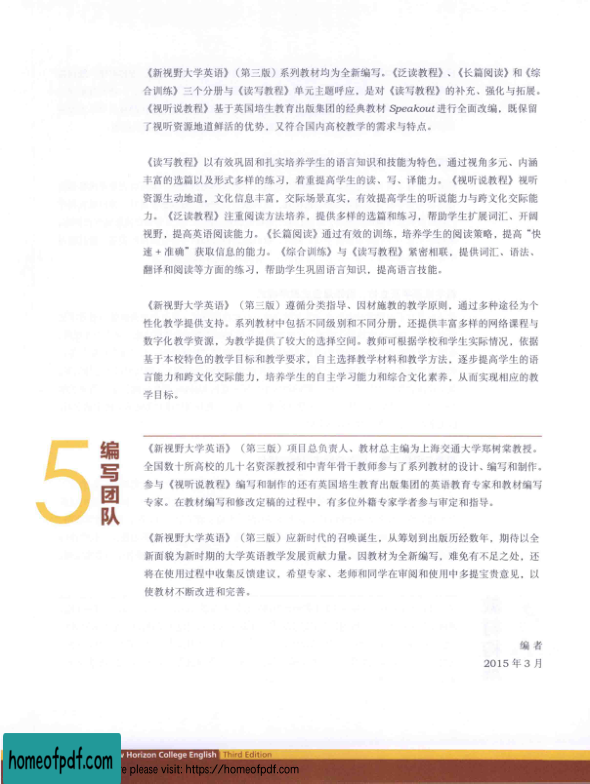 《新视野大学英语》（第三版）系列教材均为全新编写。《泛读教程》、《长篇阅读》和《综
合训练》三个分册与《读写教程》单元主题呼应，是对《读写教程》的补充、强化与拓展。
《视听说教程》基于英国培生教育出版集团的经典教材 Speakout 进行全面改编，既保留
了视听资源地道鲜活的优势，又符合国内高校教学的需求与特点。
《读写教程》以有效巩固和扎实培养学生的语言知识和技能为特色，通过视角多元、内涵
丰富的选篇以及形式多样的练习，着重提高学生的读、写、译能力。《视听说教程》视听
资源生动地道，文化信息丰富，交际场景真实，有效提高学生的听说能力与跨文化交际能
力。《泛读教程》注重阅读方法培养，提供多样的选篇和练习，帮助学生扩展词汇、开阔
视野，提高英语阅读能力。《长篇阅读》通过有效的训练，培养学生的阅读策略，提高“快
速 + 准确”获取信息的能力。《综合训练》与《读写教程》紧密相联，提供词汇、语法、
翻译和阅读等方面的练习，帮助学生巩固语言知识，提高语言技能。
《新视野大学英语》（第三版）遵循分类指导、因材施教的教学原则，通过多种途径为个
性化教学提供支持。系列教材中包括不同级别和不同分册，还提供丰富多样的网络课程与
数字化教学资源，为教学提供了较大的选择空间。教师可根据学校和学生实际情况，依据
基于本校特色的教学目标和教学要求，自主选择教学材料和教学方法，逐步提高学生的语
言能力和跨文化交际能力，培养学生的自主学习能力和综合文化素养，从而实现相应的教
学目标。
5 编写团队
《新视野大学英语》（第三版）项目总负责人、教材总主编为上海交通大学郑树棠教授。
全国数十所高校的几十名资深教授和中青年骨干教师参与了系列教材的设计、编写和制作。
参与《视听说教程》编写和制作的还有英国培生教育出版集团的英语教育专家和教材编写
专家。在教材编写和修改定稿的过程中，有多位外籍专家学者参与审定和指导。
《新视野大学英语》（第三版）应新时代的召唤诞生，从筹划到出版历经数年，期待以全
新面貌为新时期的大学英语教学发展贡献力量。因教材为全新编写，难免有不足之处，还
将在使用过程中收集反馈建议，希望专家、老师和同学在审阅和使用中多提宝贵意见，以
使教材不断改进和完善。
编 者
2015 年 3 月
Horizon College English Third Edition
homeofpdf.com
please visit: https://homeofpdf.com